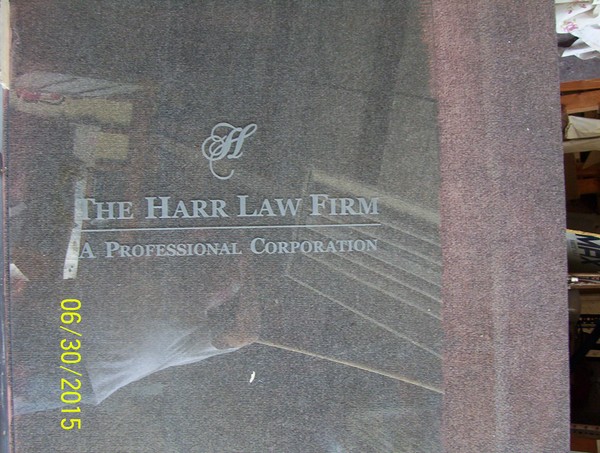 H
THE HARR LAW FIRM
A PROFESSIONAL CORPORATION
06/30/2015